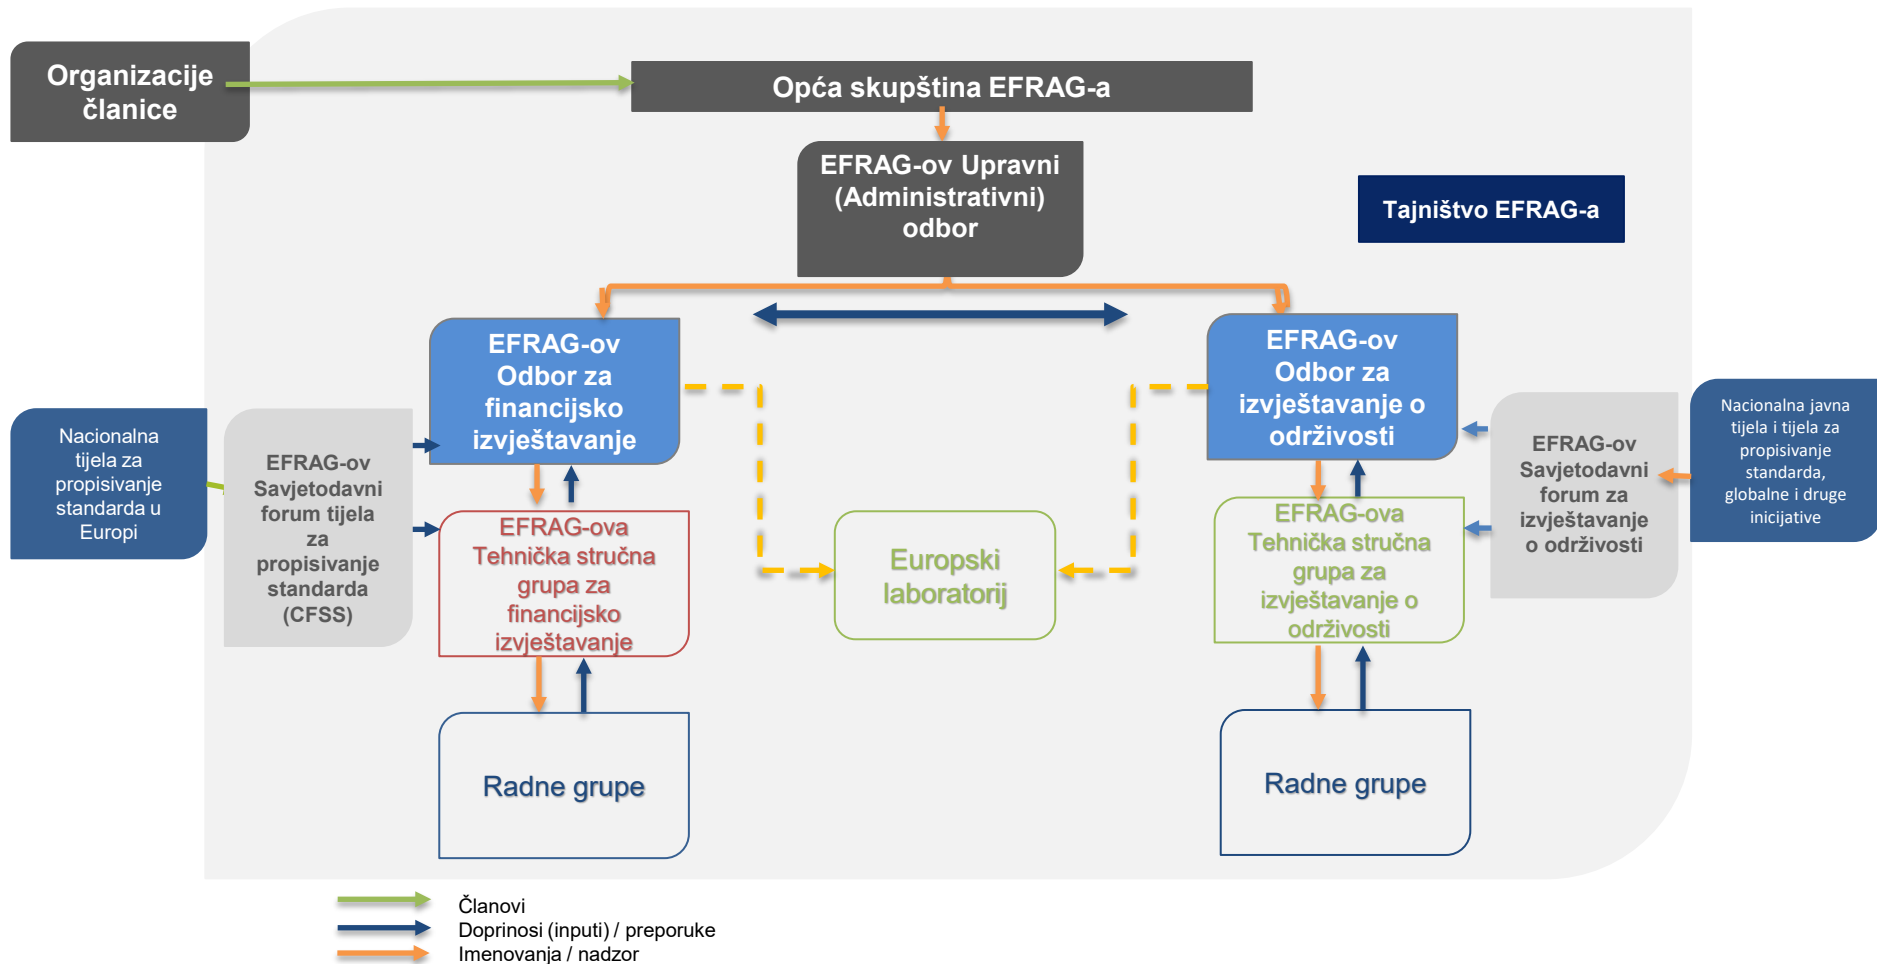 Organizacije
članice
Opća skupština EFRAG-a
EFRAG-ov Upravni
(Administrativni)
odbor
Tajništvo EFRAG-a
EFRAG-ov
Odbor za
financijsko
izvještavanje
EFRAG-ov
Odbor za
izvještavanje o
održivosti
Nacionalna
tijela za
propisivanje
standarda u
Europi
EFRAG-ov
Savjetodavni
forum tijela
za
propisivanje
standarda
(CFSS)
EFRAG-ova
Tehnička stručna
grupa za
financijsko
izvještavanje
Europski
laboratorij
EFRAG-ova
Tehnička stručna
grupa za
izvještavanje o
održivosti
EFRAG-ov
Savjetodavni
forum za
izvještavanje
o održivosti
Nacionalna javna
tijela i tijela za
propisivanje
standarda,
globalne i druge
inicijative
Radne grupe
Radne grupe
Članovi
Doprinosi (inputi) / preporuke
Imenovanja / nadzor